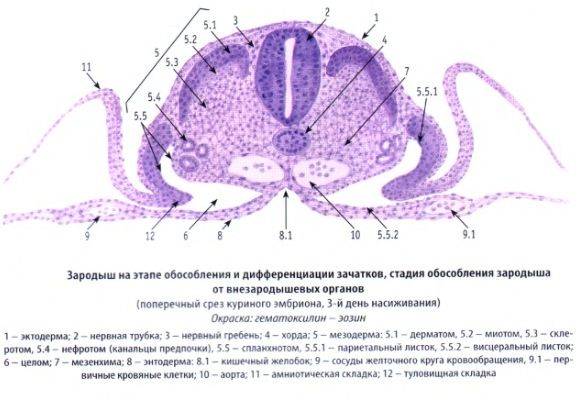 5.1
3
2
1
5
5.2
4
5.3
11
7
5.4
5.5
5.5.1
9
12
6
8
8.1
10
5.5.2
9.1
Зародыш на этапе обособления и дифференциации зачатков, стадия обособления зародыша
от внезародышевых органов
(поперечный срез куриного эмбриона, 3-й день насиживания)
Окраска: гематоксилин – эозин
1 – эктодерма; 2 – нервная трубка; 3 – нервный гребень; 4 – хорда; 5 – мезодерма: 5.1 – дерматом, 5.2 – миотом, 5.3 – скле-
ротом, 5.4 – нефротом (канальцы предпочки), 5.5 – спланхнотом, 5.5.1 – париетальный листок, 5.5.2 – висцеральный листок;
6 – целом; 7 – мезенхима; 8 – энтодерма: 8.1 – кишечный желобок; 9 – сосуды желточного круга кровообращения, 9.1 – пер-
вичные кровяные клетки; 10 – аорта; 11 – амниотическая складка; 12 – туловищная складка